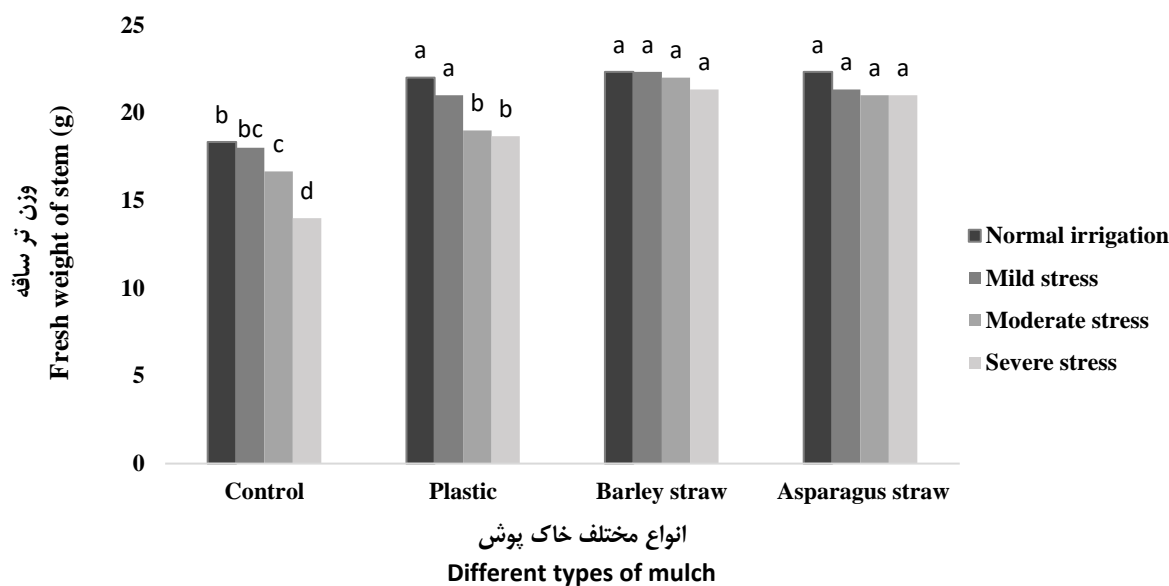 25
20
15
10
5
0
وزن تر ساقه
Fresh weight of stem (g)
b bc c d
a a b b
a a a a
a a a a
Control Plastic Barley straw Asparagus straw
انواع مختلف خاک پوش
Different types of mulch
Normal irrigation
Mild stress
Moderate stress
Severe stress